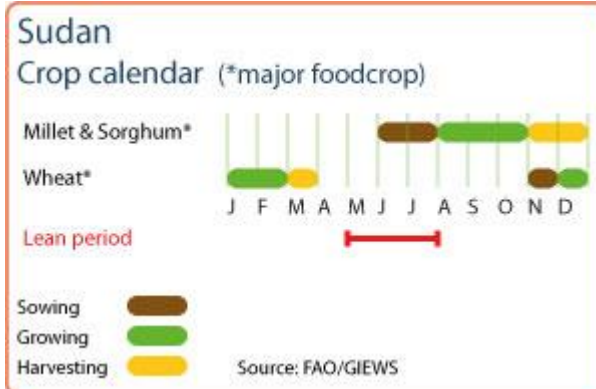 Sudan
Crop calendar (*major foodcrop)
Millet & Sorghum*
Wheat*
J F M A M J J A S O N D
Lean period
Sowing
Growing
Harvesting
Source: FAO/GIEWS